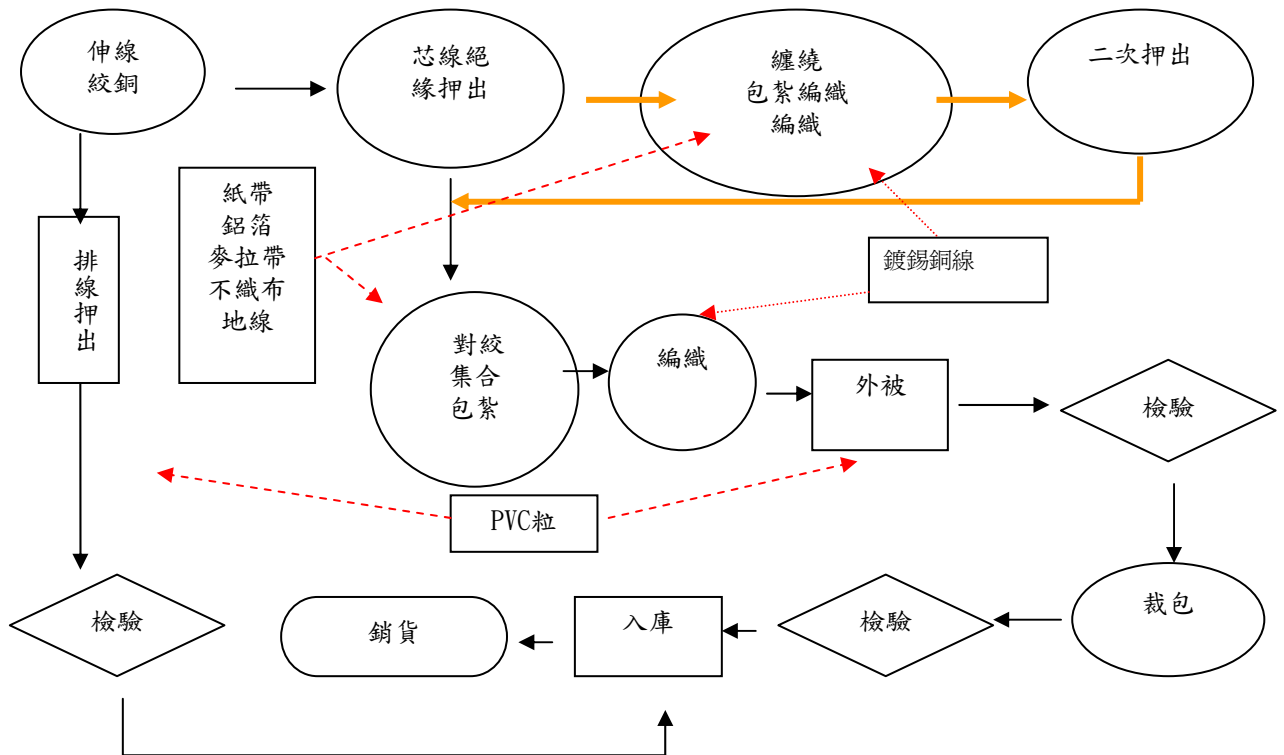 伸線
絞銅
芯線絕
緣押出
纏繞
包紮編織
編織
二次押出
紙帶
鋁箔
麥拉帶
不織布
地線
排
線
押
出
鍍錫銅線
對絞
集合
包紮
編織
外被
檢驗
PVC粒
檢驗
銷貨
入庫
檢驗
裁包